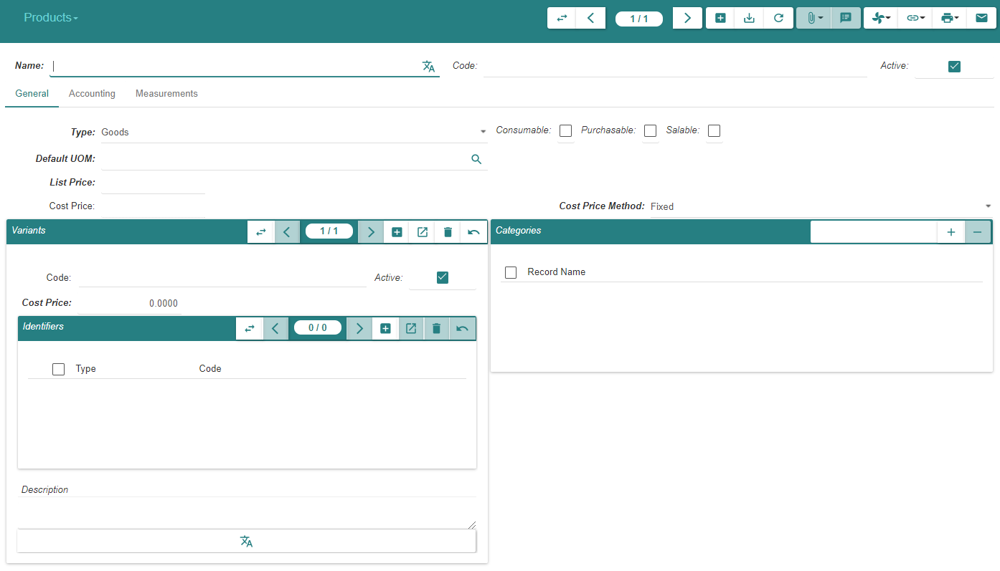 Products
1 / 1
Name: Code: Active:
General Accounting Measurements
Type: Goods Consumable: Purchasable: Salable:
Default UOM:
List Price:
Cost Price: Cost Price Method: Fixed
Variants 1 / 1 Categories
Record Name
Code: Active:
Cost Price: 0.0000
Identifiers 0 / 0
Type Code
Description